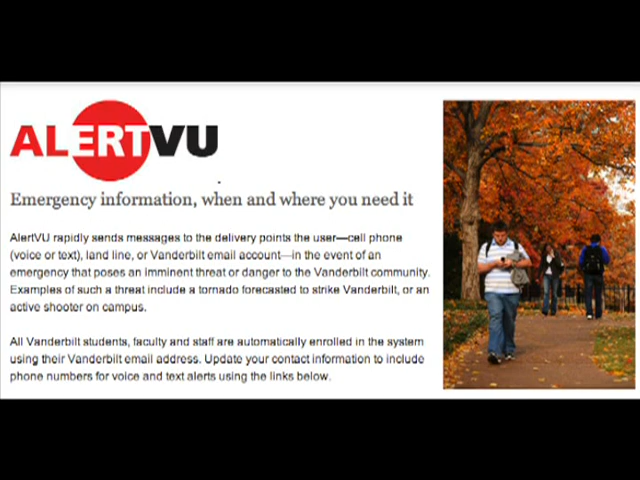 ALERTVU
Emergency information, when and where you need it
AlertVU rapidly sends messages to the delivery points the user—cell phone
(voice or text), land line, or Vanderbilt email account—in the event of an
emergency that poses an imminent threat or danger to the Vanderbilt community.
Examples of such a threat include a tornado forecasted to strike Vanderbilt, or an
active shooter on campus.
All Vanderbilt students, faculty and staff are automatically enrolled in the system
using their Vanderbilt email address. Update your contact information to include
phone numbers for voice and text alerts using the links below.